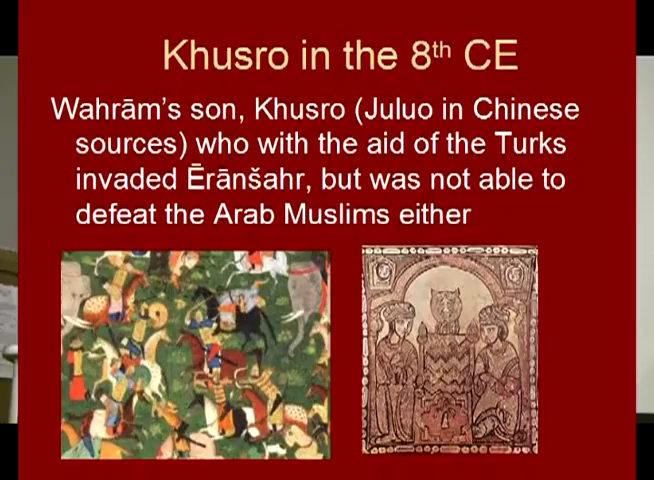 Khusro in the 8th CE
Wahrām's son, Khusro (Juluo in Chinese
sources) who with the aid of the Turks
invaded Ērānšahr, but was not able to
defeat the Arab Muslims either